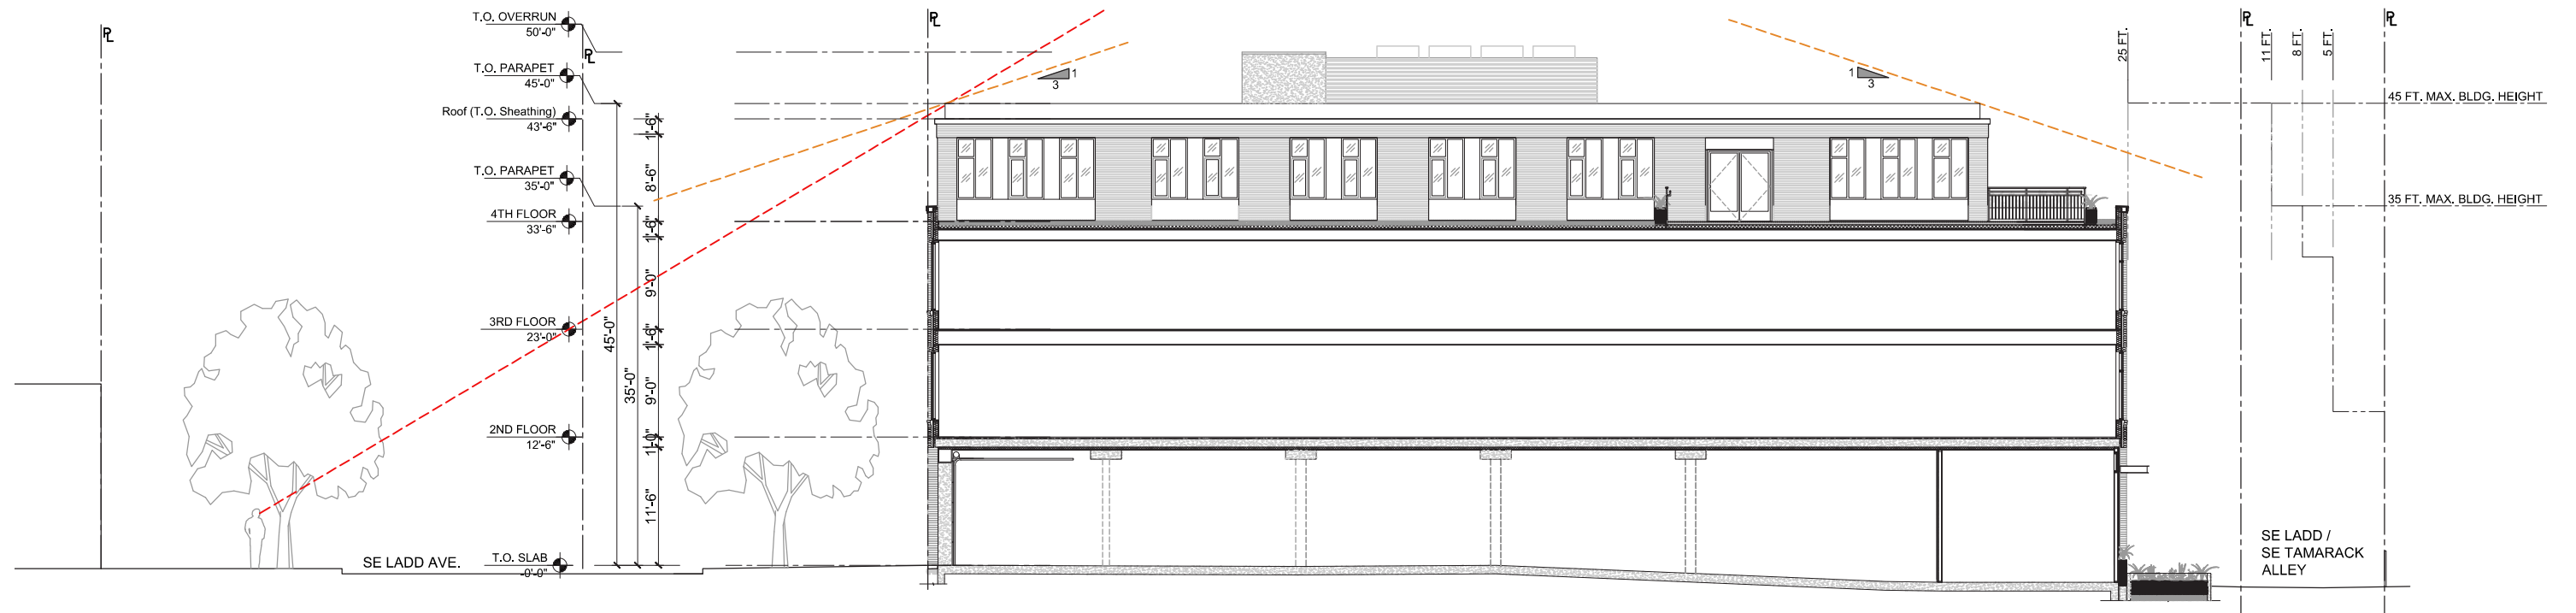 T.O. OVERRUN
50'-0"
T.O. PARAPET
45'-0"
Roof (T.O. Sheathing)
43'-6"
T.O. PARAPET
35'-0"
4TH FLOOR
33'-6"
3RD FLOOR
23'-0"
2ND FLOOR
12'-6"
T.O. SLAB
-0'-0"
SE LADD AVE.
PL
PL
PL
PL
PL
45'-0"
35'-0"
1'-6"
1'-6"
8'-6"
1'-6"
9'-0"
1'-6"
9'-0"
1'-0"
11'-6"
1
3
1
3
25 FT.
11 FT.
8 FT.
5 FT.
45 FT. MAX. BLDG. HEIGHT
35 FT. MAX. BLDG. HEIGHT
SE LADD /
SE TAMARACK
ALLEY